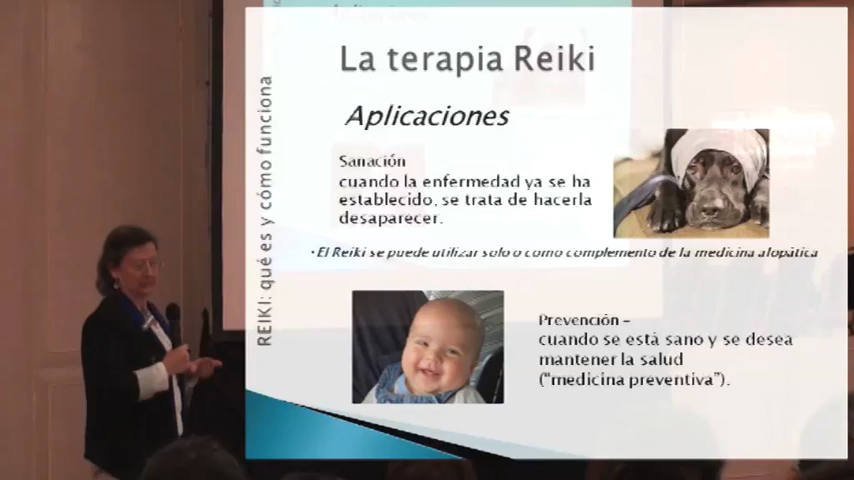 La terapia Reiki
Aplicaciones
Sanación
cuando la enfermedad ya se ha
establecido, se trata de hacerla
desaparecer.
•El Reiki se puede utilizar solo o como complemento de la medicina alopática
Prevención –
cuando se está sano y se desea
mantener la salud
("medicina preventiva").
REIKI: qué es y cómo funciona